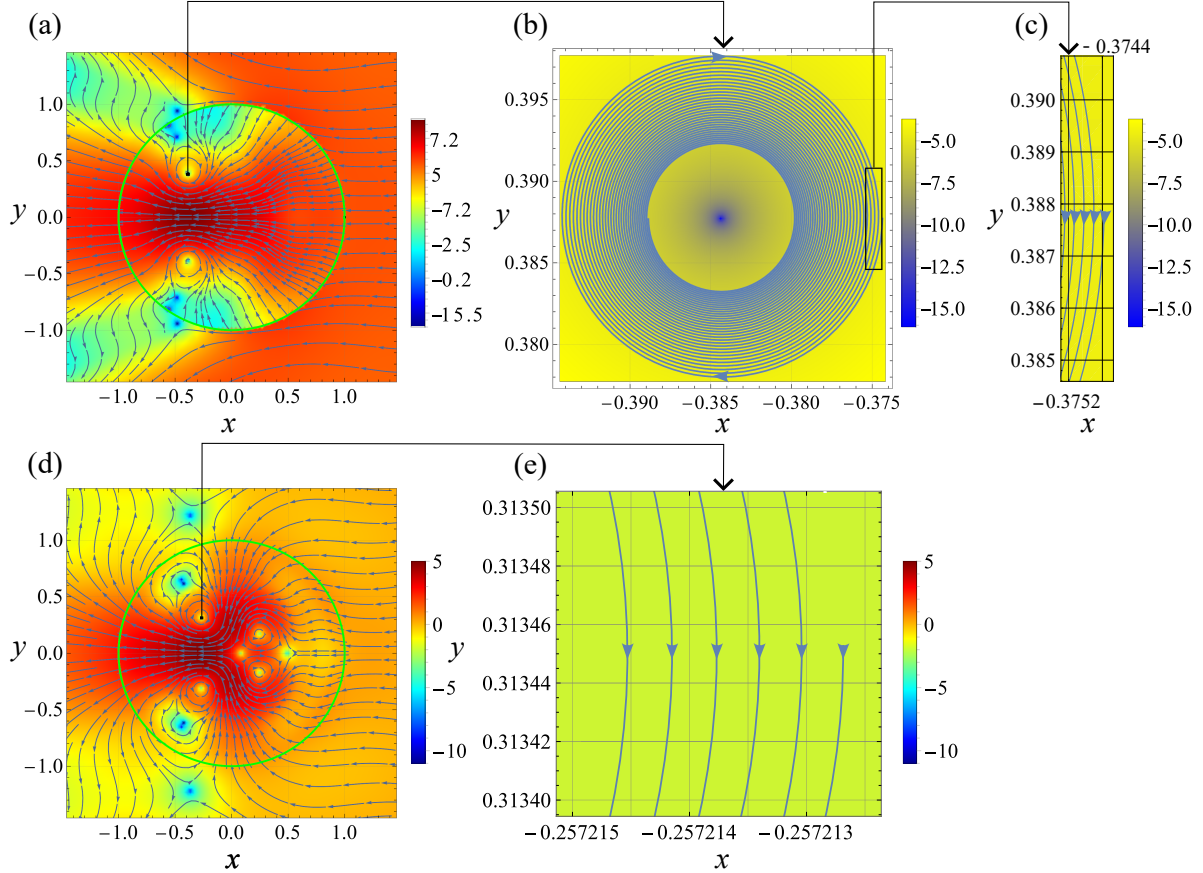 (a)
(b)
(c)
1.0
0.5
0.0
−0.5
−1.0
y
−1.0 −0.5 0.0 0.5 1.0
x
7.2
5
−7.2
−2.5
−0.2
−15.5
0.395
0.390
0.385
0.380
−0.390 −0.385 −0.380 −0.375
x
−5.0
−7.5
−10.0
−12.5
−15.0
- 0.3744
0.390
0.389
0.388
y
0.387
0.386
0.385
−0.3752
x
−5.0
−7.5
−10.0
−12.5
−15.0
(d)
(e)
1.0
0.5
y
0.0
−0.5
−1.0
−1.0 −0.5 0.0 0.5 1.0
x
5
0
−5
−10
0.31350
0.31348
0.31346
y
0.31344
0.31342
0.31340
−0.257215 −0.257214 −0.257213
x
5
0
−5
−10